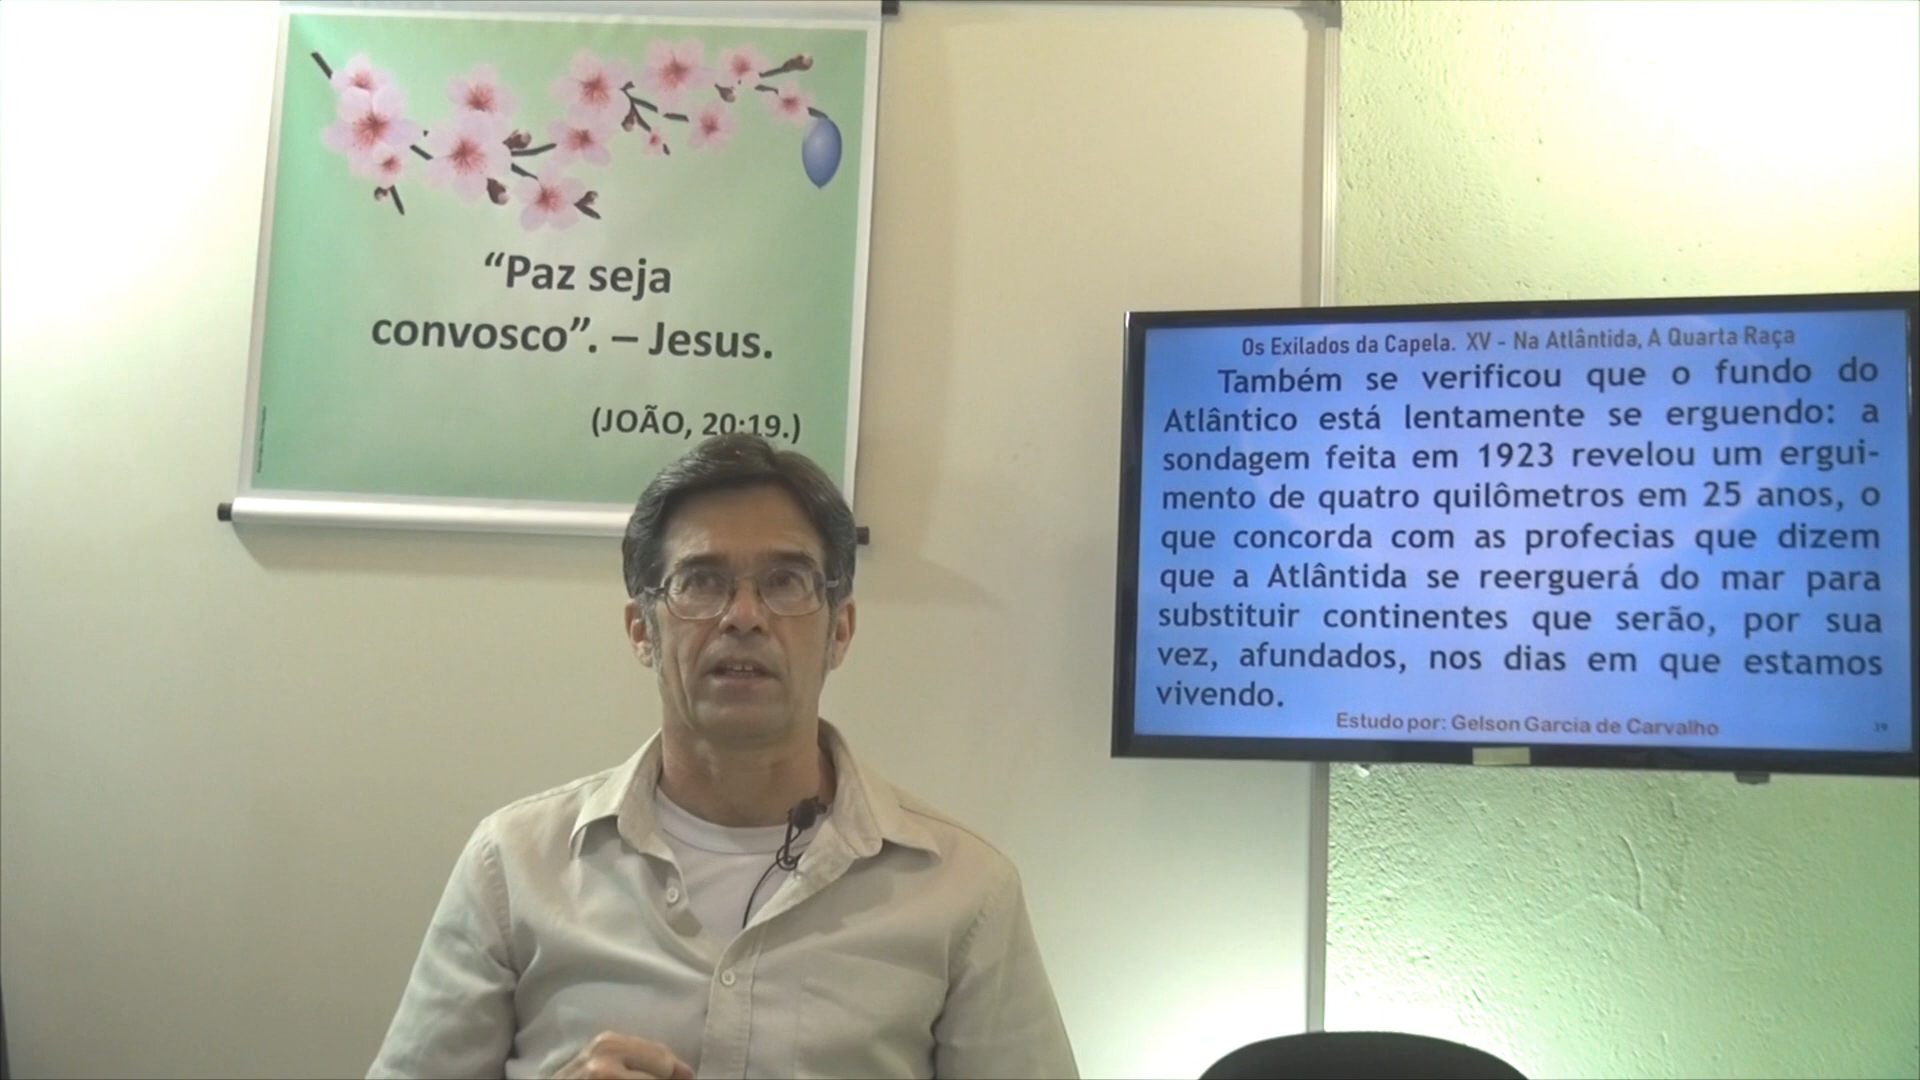 “Paz seja
convosco”. – Jesus.
(JOÃO, 20:19.)
Os Exilados da Capela. XV - Na Atlântida, A Quarta Raça
Também se verificou que o fundo do
Atlântico está lentamente se erguendo: a
sondagem feita em 1923 revelou um ergui-
mento de quatro quilômetros em 25 anos, o
que concorda com as profecias que dizem
que a Atlântida se reerguerá do mar para
substituir continentes que serão, por sua
vez, afundados, nos dias em que estamos
vivendo.
Estudo por: Gelson Garcia de Carvalho